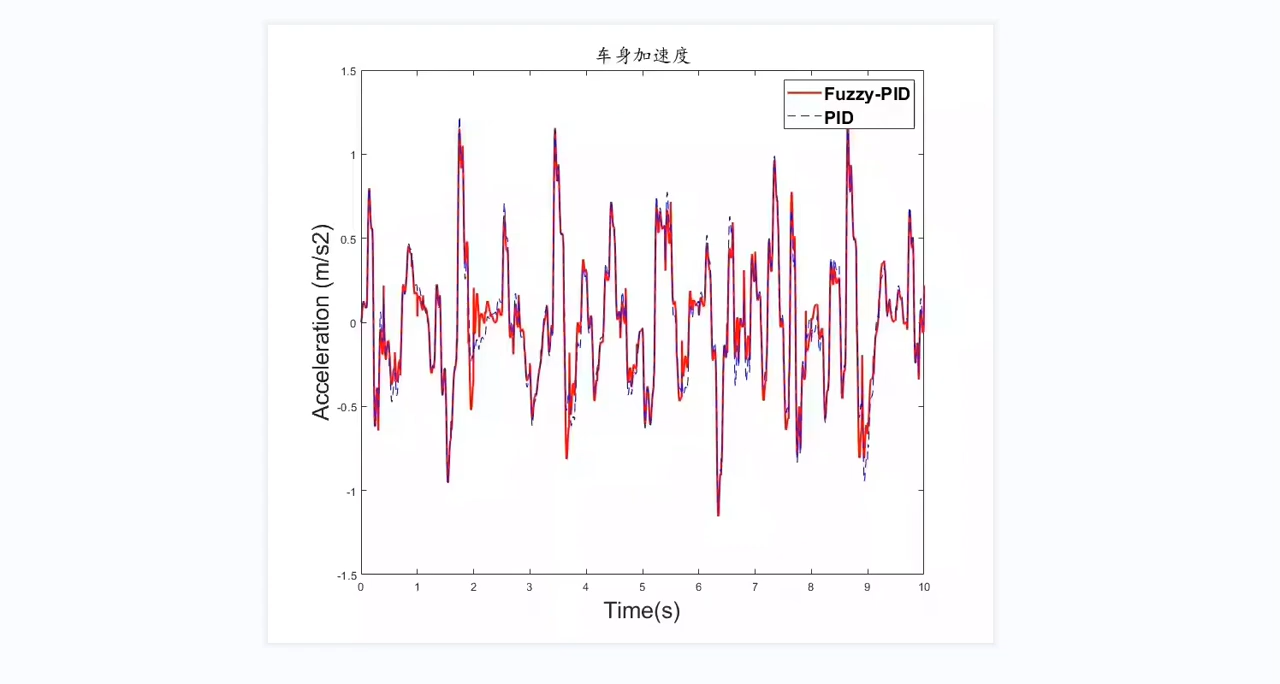 车身加速度
Fuzzy-PID
PID
1.5
1
0.5
0
-0.5
-1
-1.5
Acceleration (m/s2)
0 1 2 3 4 5 6 7 8 9 10
Time(s)